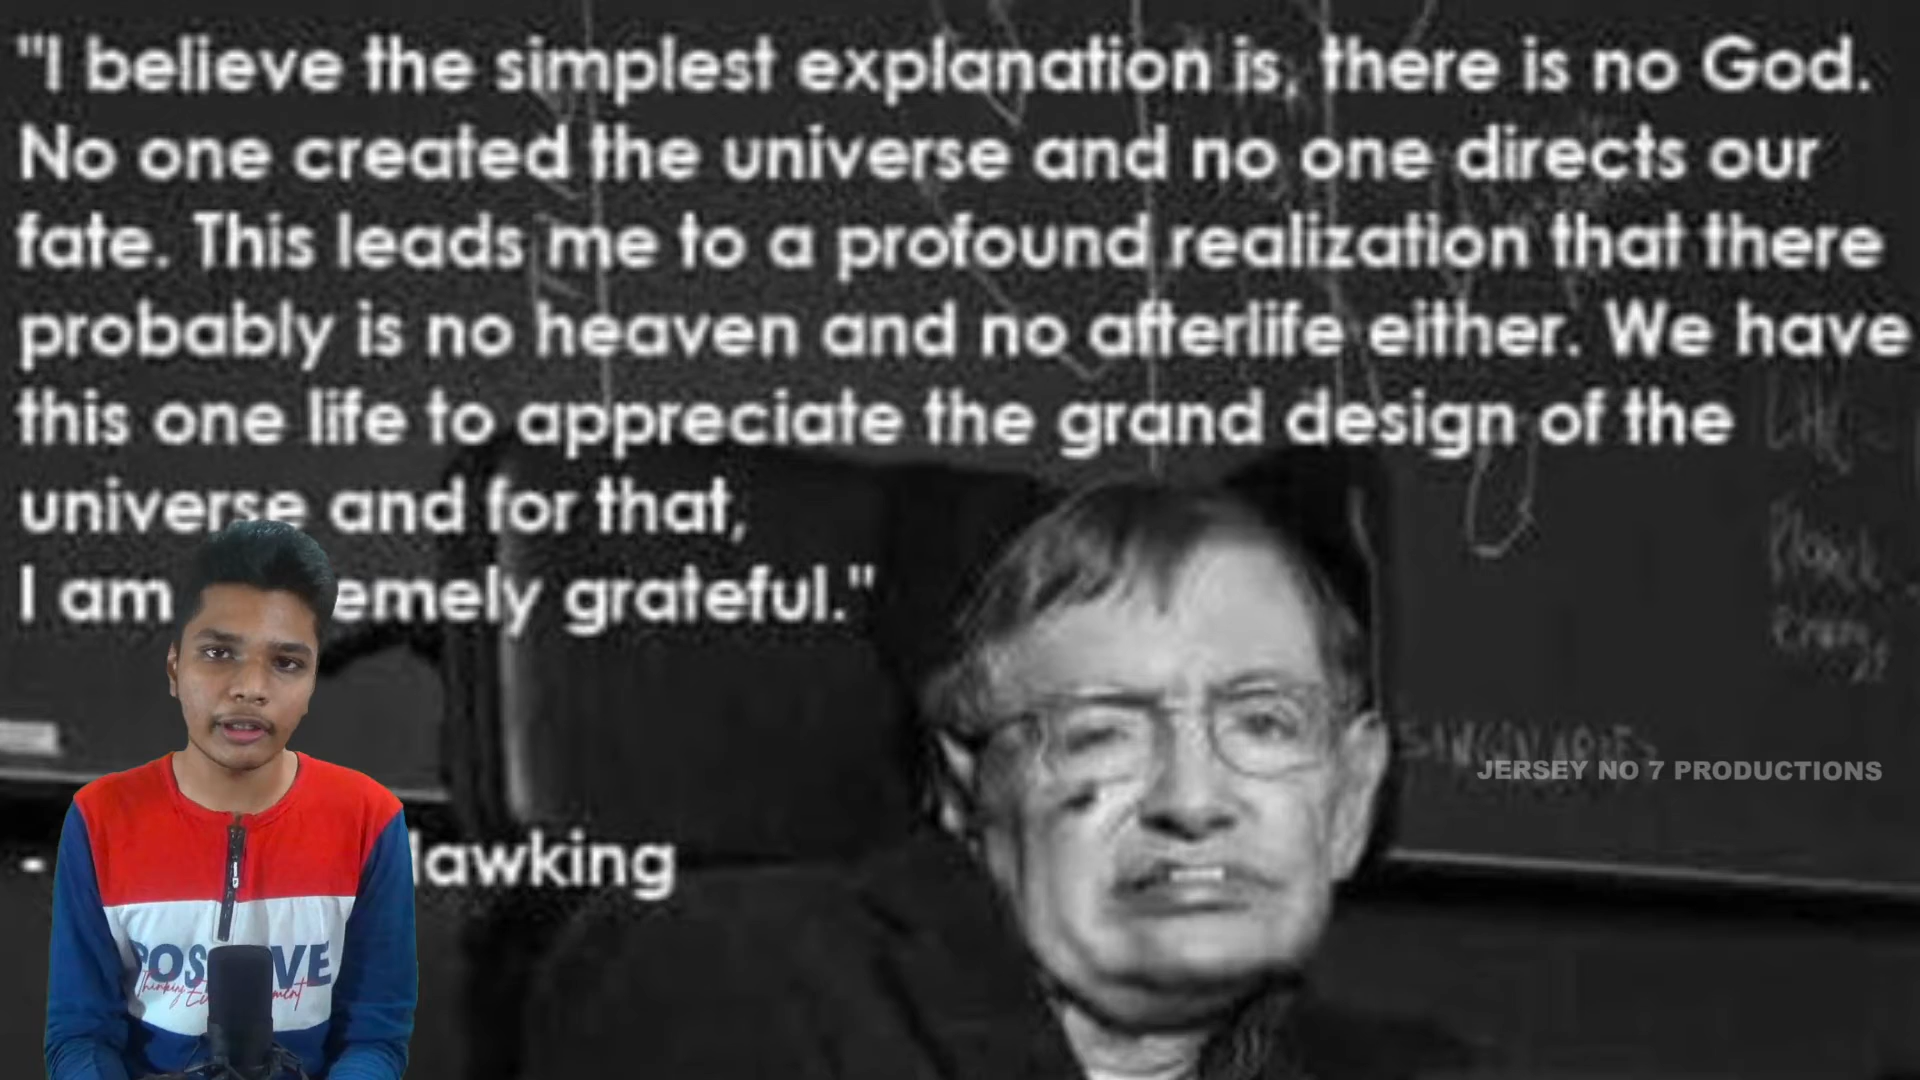 "I believe the simplest explanation is, there is no God.
No one created the universe and no one directs our
fate. This leads me to a profound realization that there
probably is no heaven and no afterlife either. We have
this one life to appreciate the grand design of the
universe and for that,
I am emely grateful."
- lawking
JERSEY NO 7 PRODUCTIONS
POS VE
Thinking